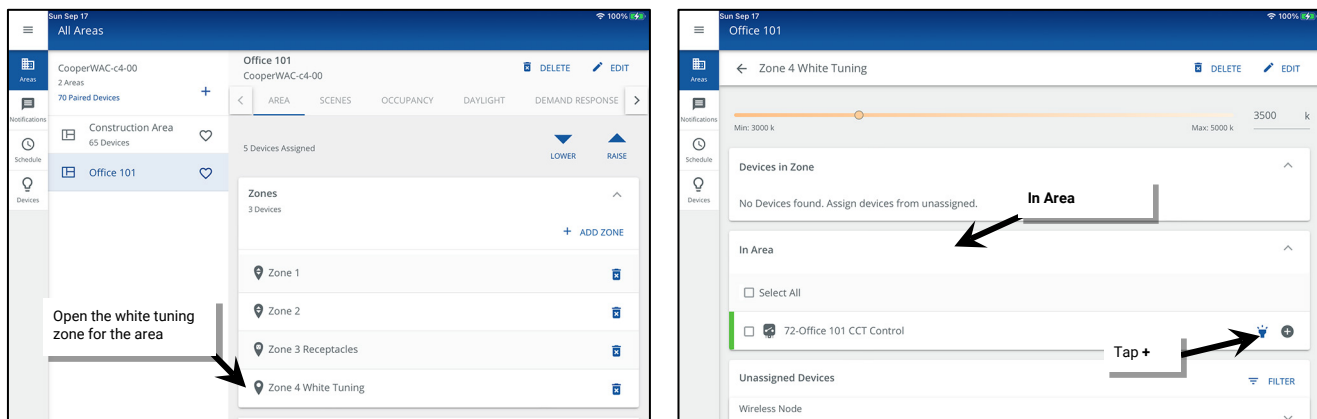 Sun Sep 17
100%
All Areas
Areas
Notifications
Schedule
Devices
CooperWAC-c4-00
2 Areas
70 Paired Devices
+
Construction Area
65 Devices
Office 101
Office 101
CooperWAC-c4-00
DELETE
EDIT
< AREA SCENES OCCUPANCY DAYLIGHT DEMAND RESPONSE >
5 Devices Assigned
LOWER RAISE
Zones
3 Devices
+ ADD ZONE
Zone 1
Zone 2
Zone 3 Receptacles
Zone 4 White Tuning
Open the white tuning
zone for the area
Sun Sep 17
100%
Office 101
Areas
Notifications
Schedule
Devices
← Zone 4 White Tuning
DELETE
EDIT
3500 k
Min: 3000 k
Max: 5000 k
Devices in Zone
No Devices found. Assign devices from unassigned.
In Area
In Area
Select All
72-Office 101 CCT Control
Tap +
Unassigned Devices
FILTER
Wireless Node